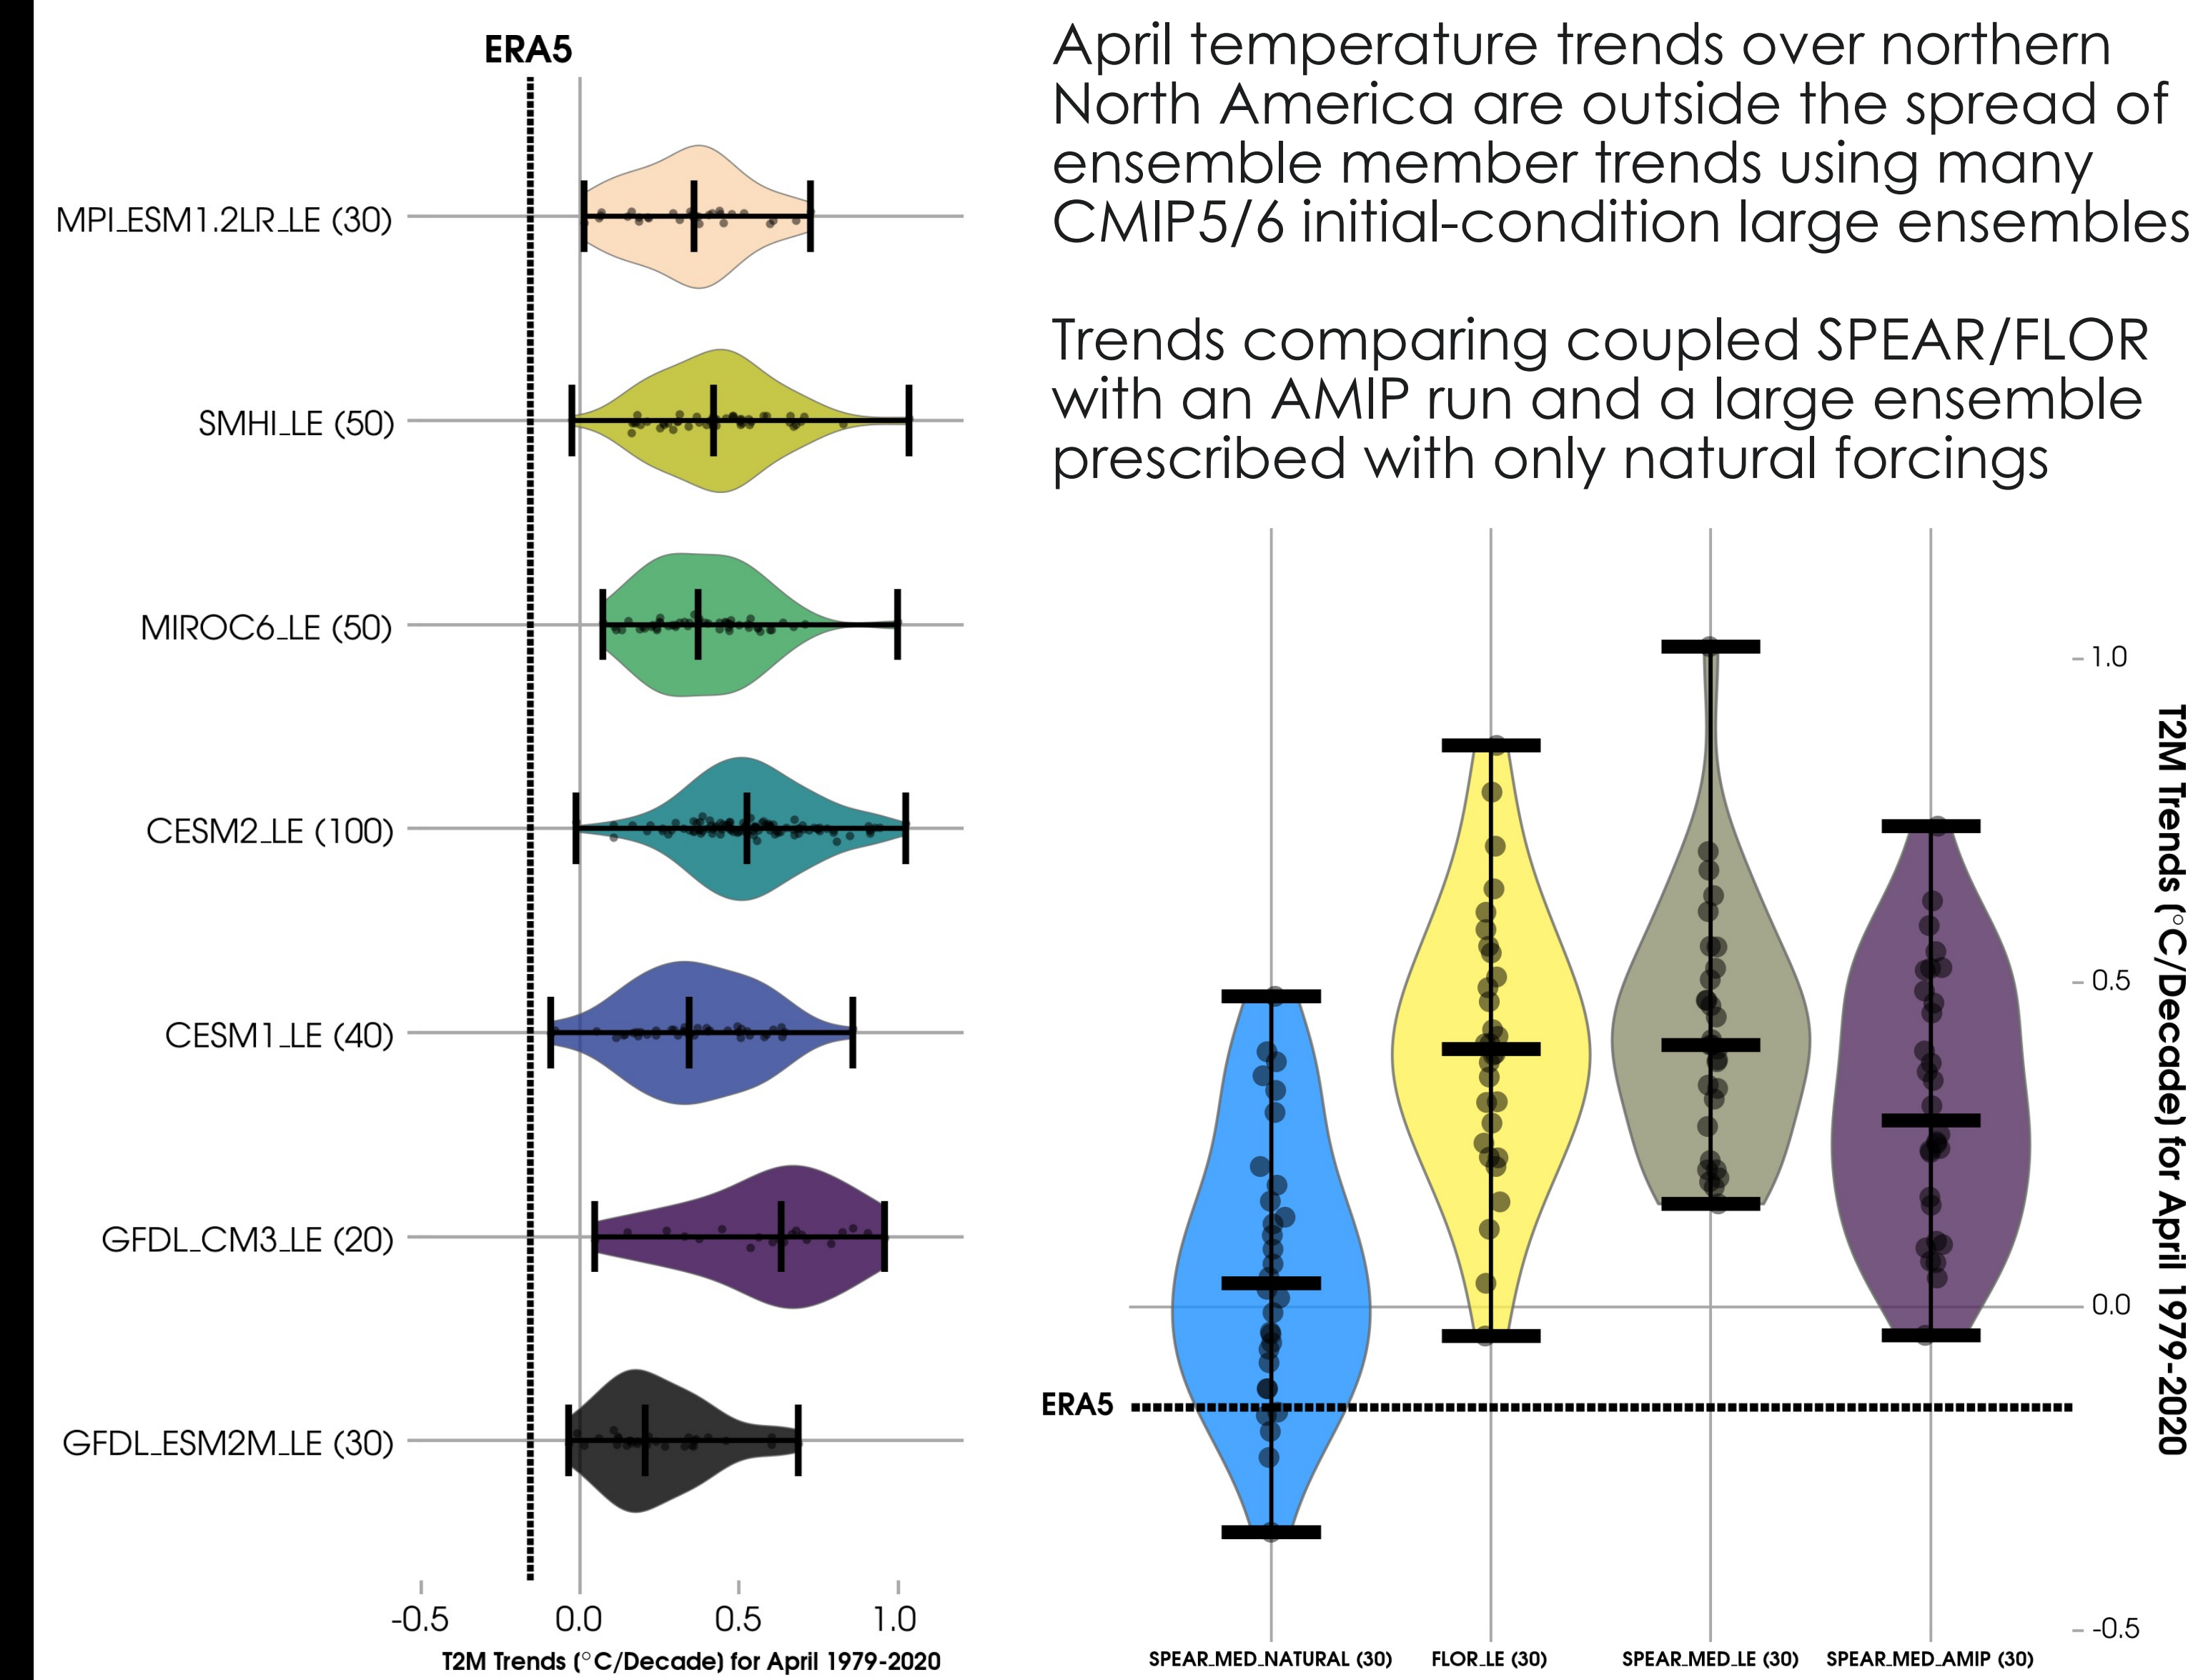 ERA5
MPI_ESM1.2LR_LE (30)
SMHI_LE (50)
MIROC6_LE (50)
CESM2_LE (100)
CESM1_LE (40)
GFDL_CM3_LE (20)
GFDL_ESM2M_LE (30)
-0.5 0.0 0.5 1.0
T2M Trends (°C/Decade) for April 1979-2020
April temperature trends over northern
North America are outside the spread of
ensemble member trends using many
CMIP5/6 initial-condition large ensembles
Trends comparing coupled SPEAR/FLOR
with an AMIP run and a large ensemble
prescribed with only natural forcings
1.0
0.5
0.0
-0.5
T2M Trends (°C/Decade) for April 1979-2020
ERA5
SPEAR_MED_NATURAL (30) FLOR_LE (30) SPEAR_MED_LE (30) SPEAR_MED_AMIP (30)